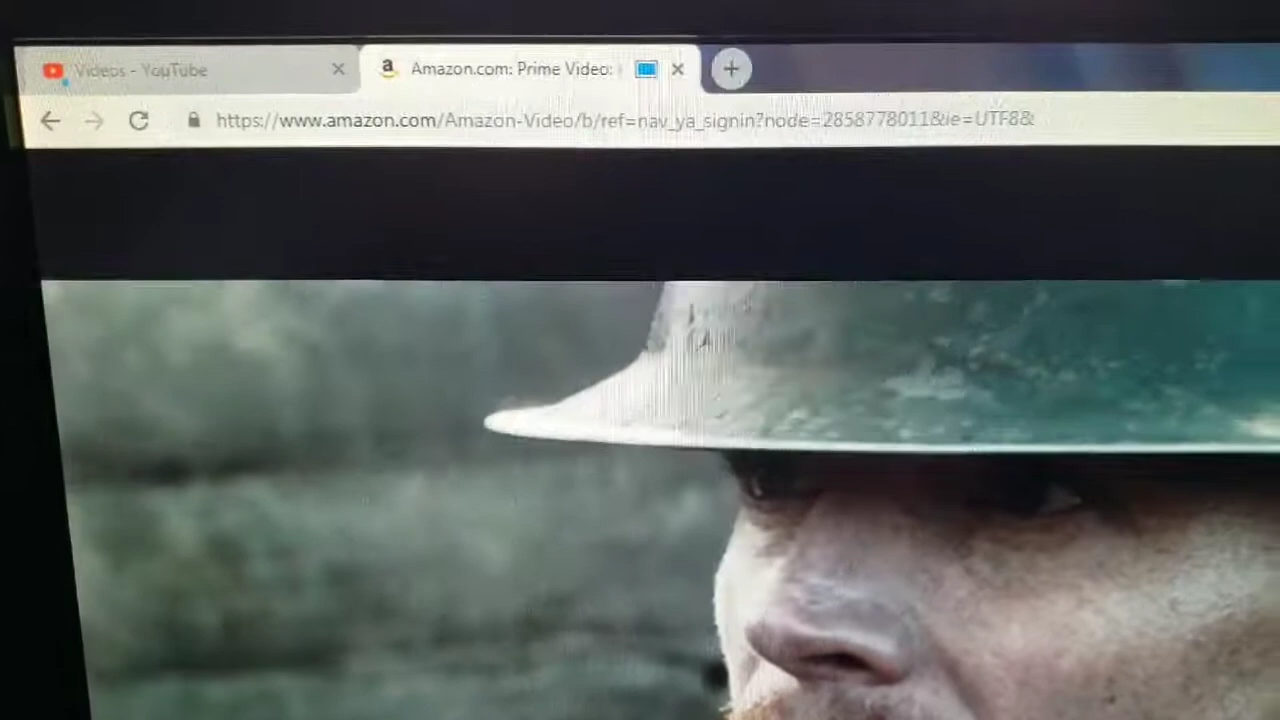 Videos - YouTube
Amazon.com: Prime Video:
https://www.amazon.com/Amazon-Video/b/ref=nav_ya_signin?node=2858778011&ie=UTF8&